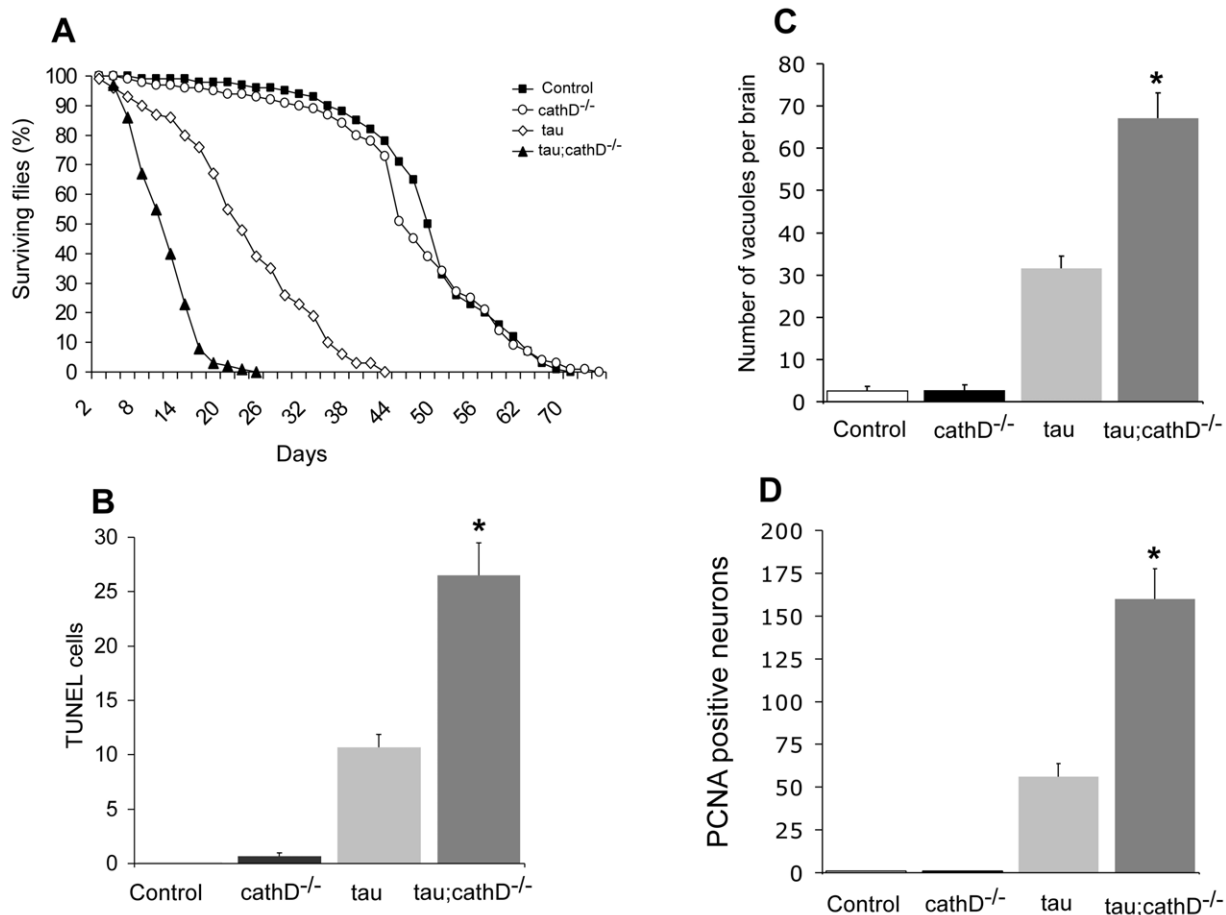 A
100
90
80
70
60
50
40
30
20
10
0
Surviving flies (%)
2
8
14
20
26
32
38
44
50
56
62
70
Days
Control
cathD-/-
tau
tau;cathD-/-
B
30
25
20
15
10
5
0
TUNEL cells
*
Control
cathD-/-
tau
tau;cathD-/-
C
80
70
60
50
40
30
20
10
0
Number of vacuoles per brain
*
Control
cathD-/-
tau
tau;cathD-/-
D
200
175
150
125
100
75
50
25
000
PCNA positive neurons
*
Control
cathD-/-
tau
tau;cathD-/-